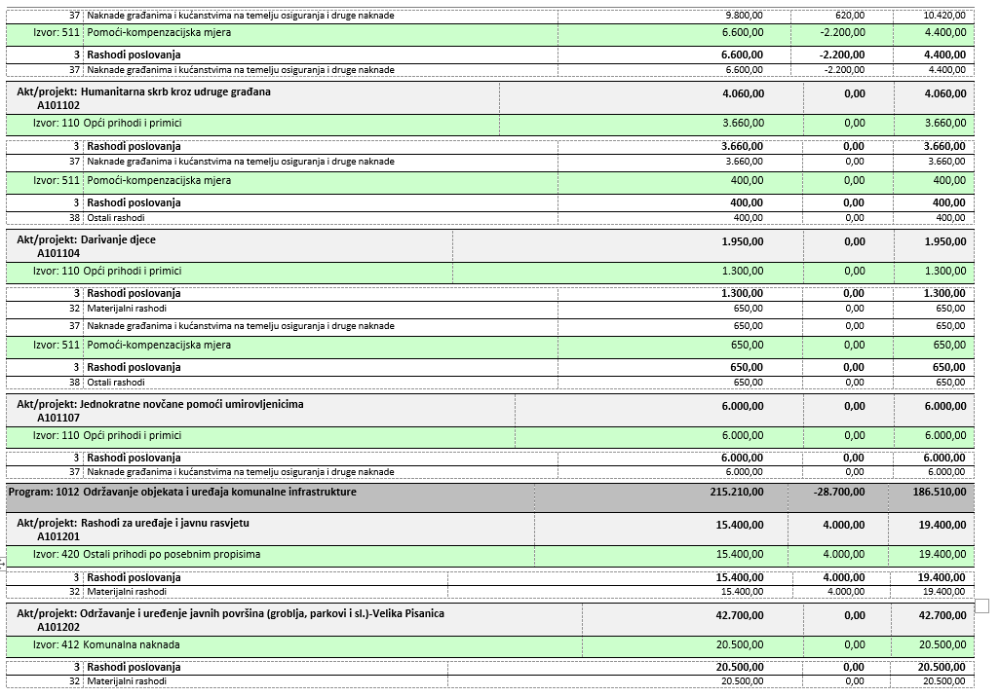 37 Naknade građanima i kućanstvima na temelju osiguranja i druge naknade 9.800,00 620,00 10.420,00
Izvor: 511 Pomoći-kompenzacijska mjera 6.600,00 -2.200,00 4.400,00
3 Rashodi poslovanja 6.600,00 -2.200,00 4.400,00
37 Naknade građanima i kućanstvima na temelju osiguranja i druge naknade 6.600,00 -2.200,00 4.400,00
Akt/projekt: Humanitarna skrb kroz udruge građana 4.060,00 0,00 4.060,00
A101102
Izvor: 110 Opći prihodi i primici 3.660,00 0,00 3.660,00
3 Rashodi poslovanja 3.660,00 0,00 3.660,00
37 Naknade građanima i kućanstvima na temelju osiguranja i druge naknade 3.660,00 0,00 3.660,00
Izvor: 511 Pomoći-kompenzacijska mjera 400,00 0,00 400,00
3 Rashodi poslovanja 400,00 0,00 400,00
38 Ostali rashodi 400,00 0,00 400,00
Akt/projekt: Darivanje djece 1.950,00 0,00 1.950,00
A101104
Izvor: 110 Opći prihodi i primici 1.300,00 0,00 1.300,00
3 Rashodi poslovanja 1.300,00 0,00 1.300,00
32 Materijalni rashodi 650,00 0,00 650,00
37 Naknade građanima i kućanstvima na temelju osiguranja i druge naknade 650,00 0,00 650,00
Izvor: 511 Pomoći-kompenzacijska mjera 650,00 0,00 650,00
3 Rashodi poslovanja 650,00 0,00 650,00
38 Ostali rashodi 650,00 0,00 650,00
Akt/projekt: Jednokratne novčane pomoći umirovljenicima 6.000,00 0,00 6.000,00
A101107
Izvor: 110 Opći prihodi i primici 6.000,00 0,00 6.000,00
3 Rashodi poslovanja 6.000,00 0,00 6.000,00
37 Naknade građanima i kućanstvima na temelju osiguranja i druge naknade 6.000,00 0,00 6.000,00
Program: 1012 Održavanje objekata i uređaja komunalne infrastrukture 215.210,00 -28.700,00 186.510,00
Akt/projekt: Rashodi za uređaje i javnu rasvjetu 15.400,00 4.000,00 19.400,00
A101201
Izvor: 420 Ostali prihodi po posebnim propisima 15.400,00 4.000,00 19.400,00
3 Rashodi poslovanja 15.400,00 4.000,00 19.400,00
32 Materijalni rashodi 15.400,00 4.000,00 19.400,00
Akt/projekt: Održavanje i uređenje javnih površina (groblja, parkovi i sl.)-Velika Pisanica 42.700,00 0,00 42.700,00
A101202
Izvor: 412 Komunalna naknada 20.500,00 0,00 20.500,00
3 Rashodi poslovanja 20.500,00 0,00 20.500,00
32 Materijalni rashodi 20.500,00 0,00 20.500,00